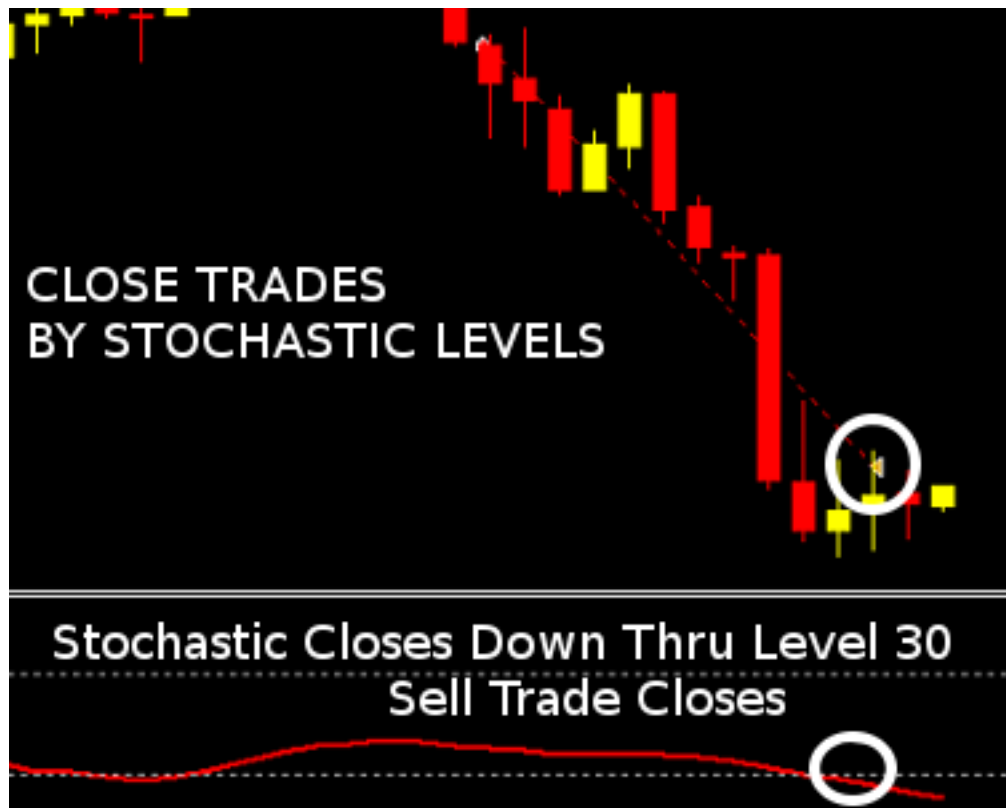 CLOSE TRADES
BY STOCHASTIC LEVELS
Stochastic Closes Down Thru Level 30
Sell Trade Closes